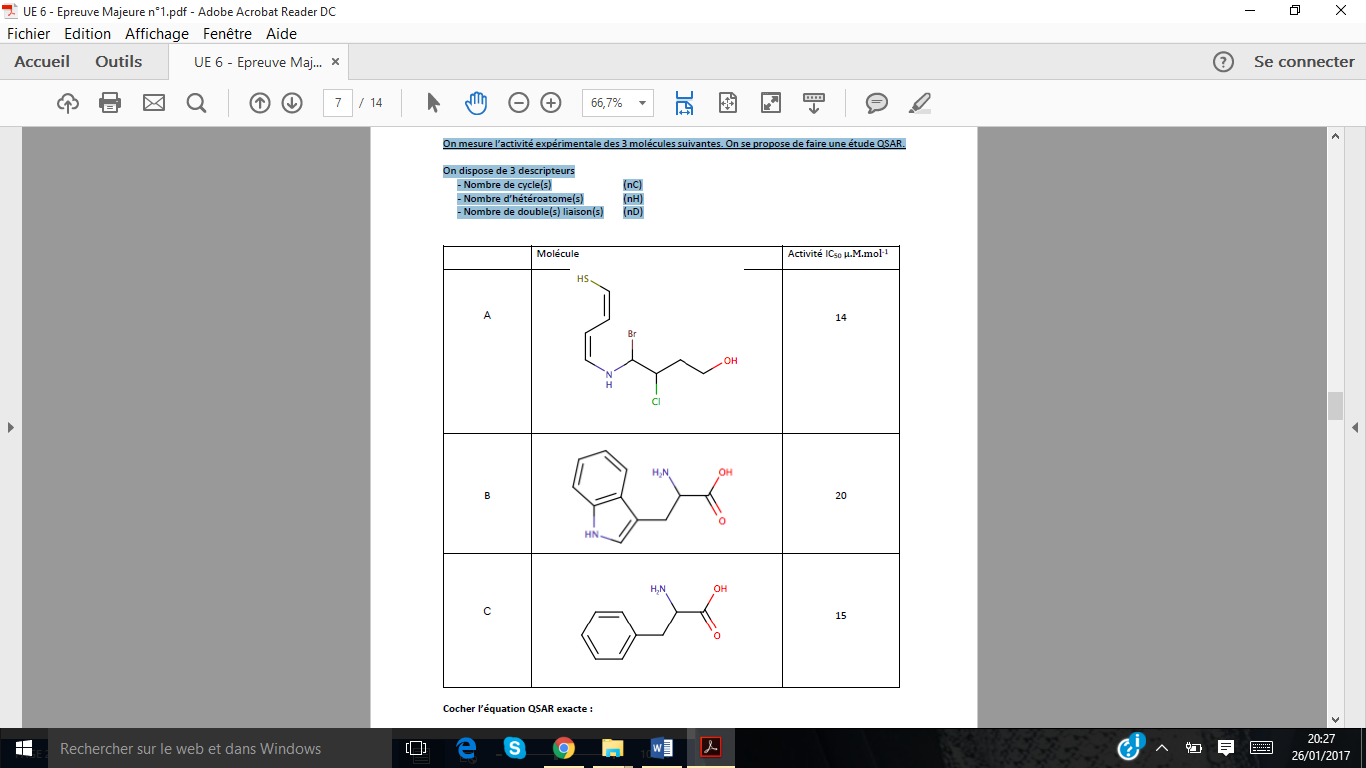 UE 6 - Epreuve Majeure n°1.pdf - Adobe Acrobat Reader DC
Fichier Edition Affichage Fenêtre Aide
Accueil Outils UE 6 - Epreuve Maj... × ? Se connecter
7 / 14 66,7%
On mesure l'activité expérimentale des 3 molécules suivantes. On se propose de faire une étude QSAR.
On dispose de 3 descripteurs
- Nombre de cycle(s) (nC)
- Nombre d'hétéroatome(s) (nH)
- Nombre de double(s) liaison(s) (nD)
Molécule Activité IC50 µ.M.mol-1
HS
A 14
Br
OH
N
H
Cl
H2N OH
B 20
O
HN
H2N OH
C 15
O
Cocher l'équation QSAR exacte :
Rechercher sur le web et dans Windows
20:27
26/01/2017